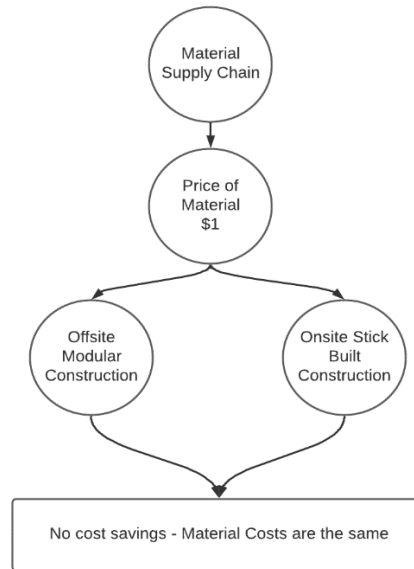 Material
Supply Chain
Price of
Material
$1
Offsite
Modular
Construction
Onsite Stick
Built
Construction
No cost savings - Material Costs are the same